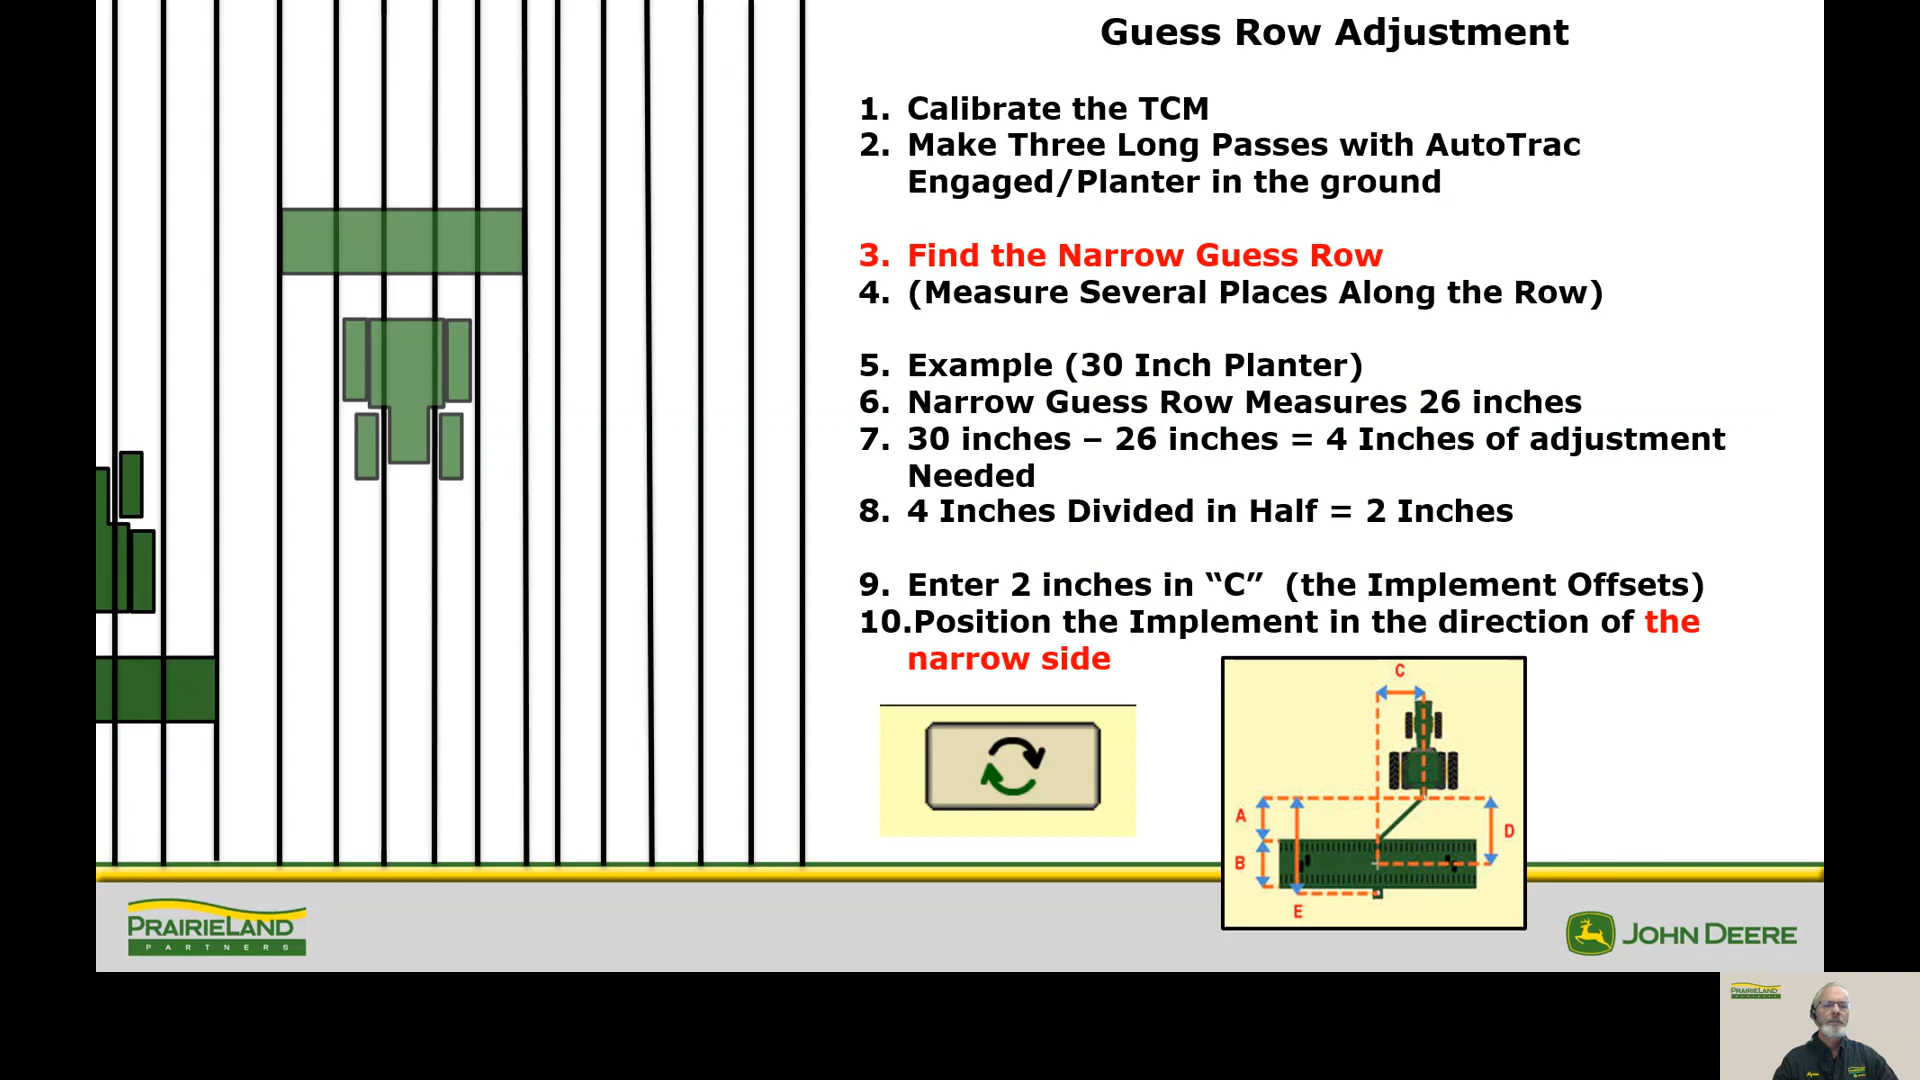 Guess Row Adjustment
1. Calibrate the TCM
2. Make Three Long Passes with AutoTrac
Engaged/Planter in the ground
3. Find the Narrow Guess Row
4. (Measure Several Places Along the Row)
5. Example (30 Inch Planter)
6. Narrow Guess Row Measures 26 inches
7. 30 inches – 26 inches = 4 Inches of adjustment
Needed
8. 4 Inches Divided in Half = 2 Inches
9. Enter 2 inches in “C” (the Implement Offsets)
10.Position the Implement in the direction of the
narrow side
C
A
D
B
E
PRAIRIELAND
PARTNERS
JOHN DEERE
PRAIRIELAND